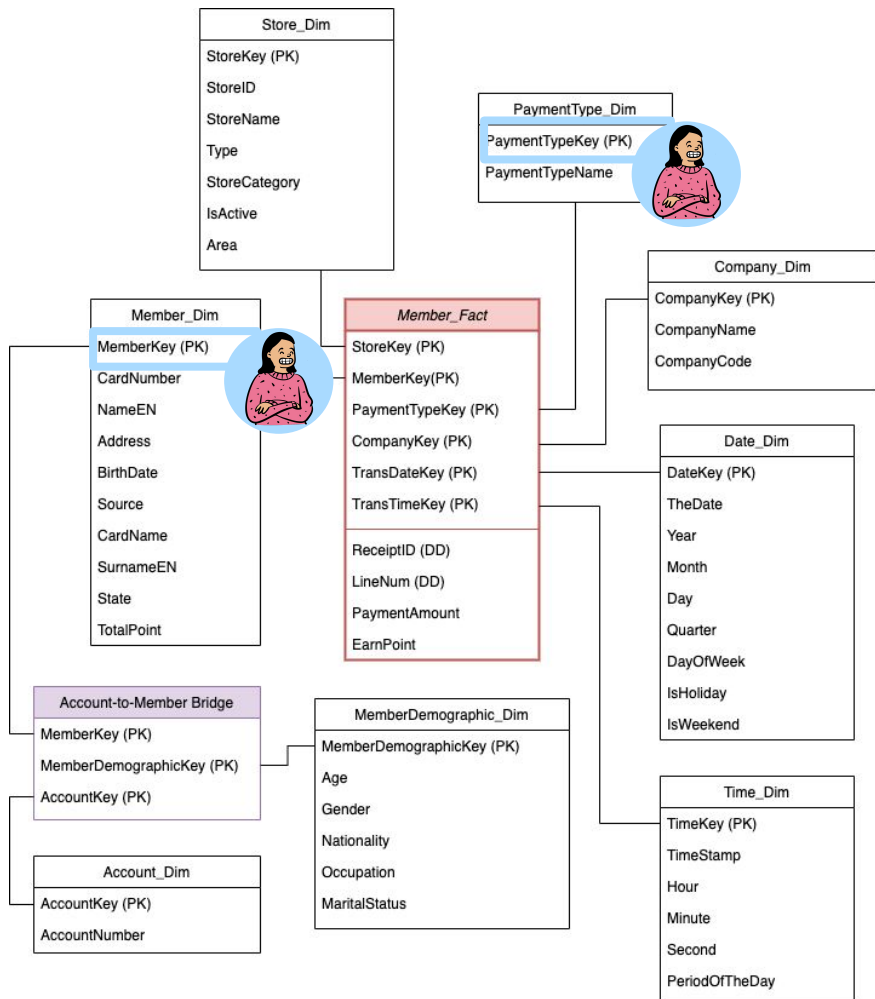 Store_Dim
StoreKey (PK)
StoreID
StoreName
Type
StoreCategory
IsActive
Area
PaymentType_Dim
PaymentTypeKey (PK)
PaymentTypeName
Company_Dim
CompanyKey (PK)
CompanyName
CompanyCode
Member_Dim
MemberKey (PK)
CardNumber
NameEN
Address
BirthDate
Source
CardName
SurnameEN
State
TotalPoint
Member_Fact
StoreKey (PK)
MemberKey(PK)
PaymentTypeKey (PK)
CompanyKey (PK)
TransDateKey (PK)
TransTimeKey (PK)
ReceiptID (DD)
LineNum (DD)
PaymentAmount
EarnPoint
Date_Dim
DateKey (PK)
TheDate
Year
Month
Day
Quarter
DayOfWeek
IsHoliday
IsWeekend
Account-to-Member Bridge
MemberKey (PK)
MemberDemographicKey (PK)
AccountKey (PK)
MemberDemographic_Dim
MemberDemographicKey (PK)
Age
Gender
Nationality
Occupation
MaritalStatus
Time_Dim
TimeKey (PK)
TimeStamp
Hour
Minute
Second
PeriodOfTheDay
Account_Dim
AccountKey (PK)
AccountNumber